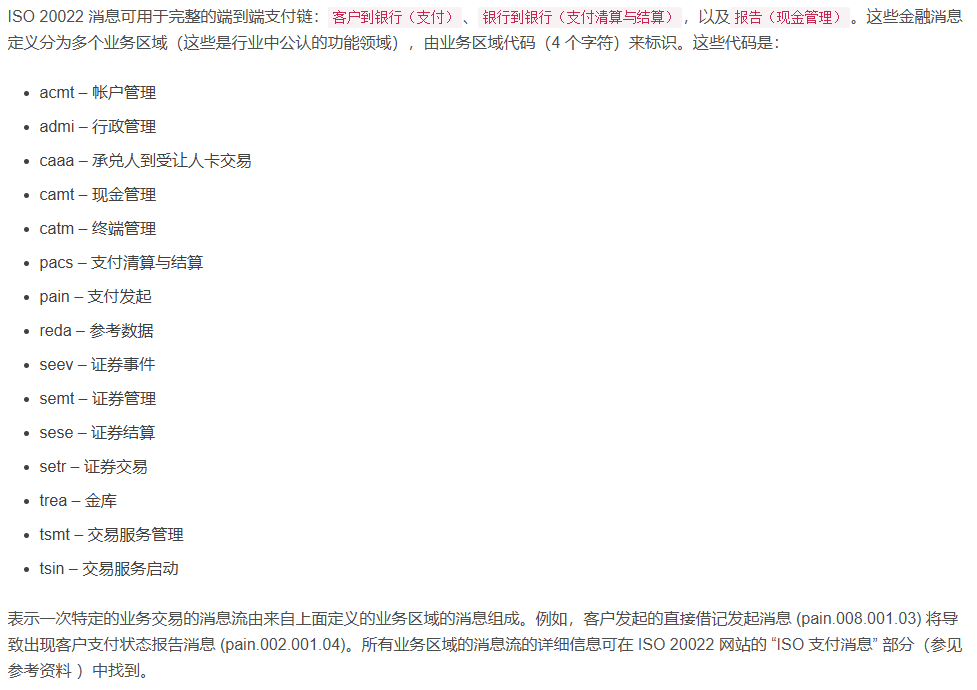 ISO 20022 消息可用于完整的端到端支付链：客户到银行（支付）、银行到银行（支付清算与结算），以及报告（现金管理）。这些金融消息
定义分为多个业务区域（这些是行业中公认的功能领域），由业务区域代码（4 个字符）来标识。这些代码是：
• acmt – 帐户管理
• admi – 行政管理
• caaa – 承兑人到受让人卡交易
• camt – 现金管理
• catm – 终端管理
• pacs – 支付清算与结算
• pain – 支付发起
• reda – 参考数据
• seev – 证券事件
• semt – 证券管理
• sese – 证券结算
• setr – 证券交易
• trea – 金库
• tsmt – 交易服务管理
• tsin – 交易服务启动
表示一次特定的业务交易的消息流由来自上面定义的业务区域的消息组成。例如，客户发起的直接借记发起消息 (pain.008.001.03) 将导
致出现客户支付状态报告消息 (pain.002.001.04)。所有业务区域的消息流的详细信息可在 ISO 20022 网站的 “ISO 支付消息” 部分（参见
参考资料 ）中找到。